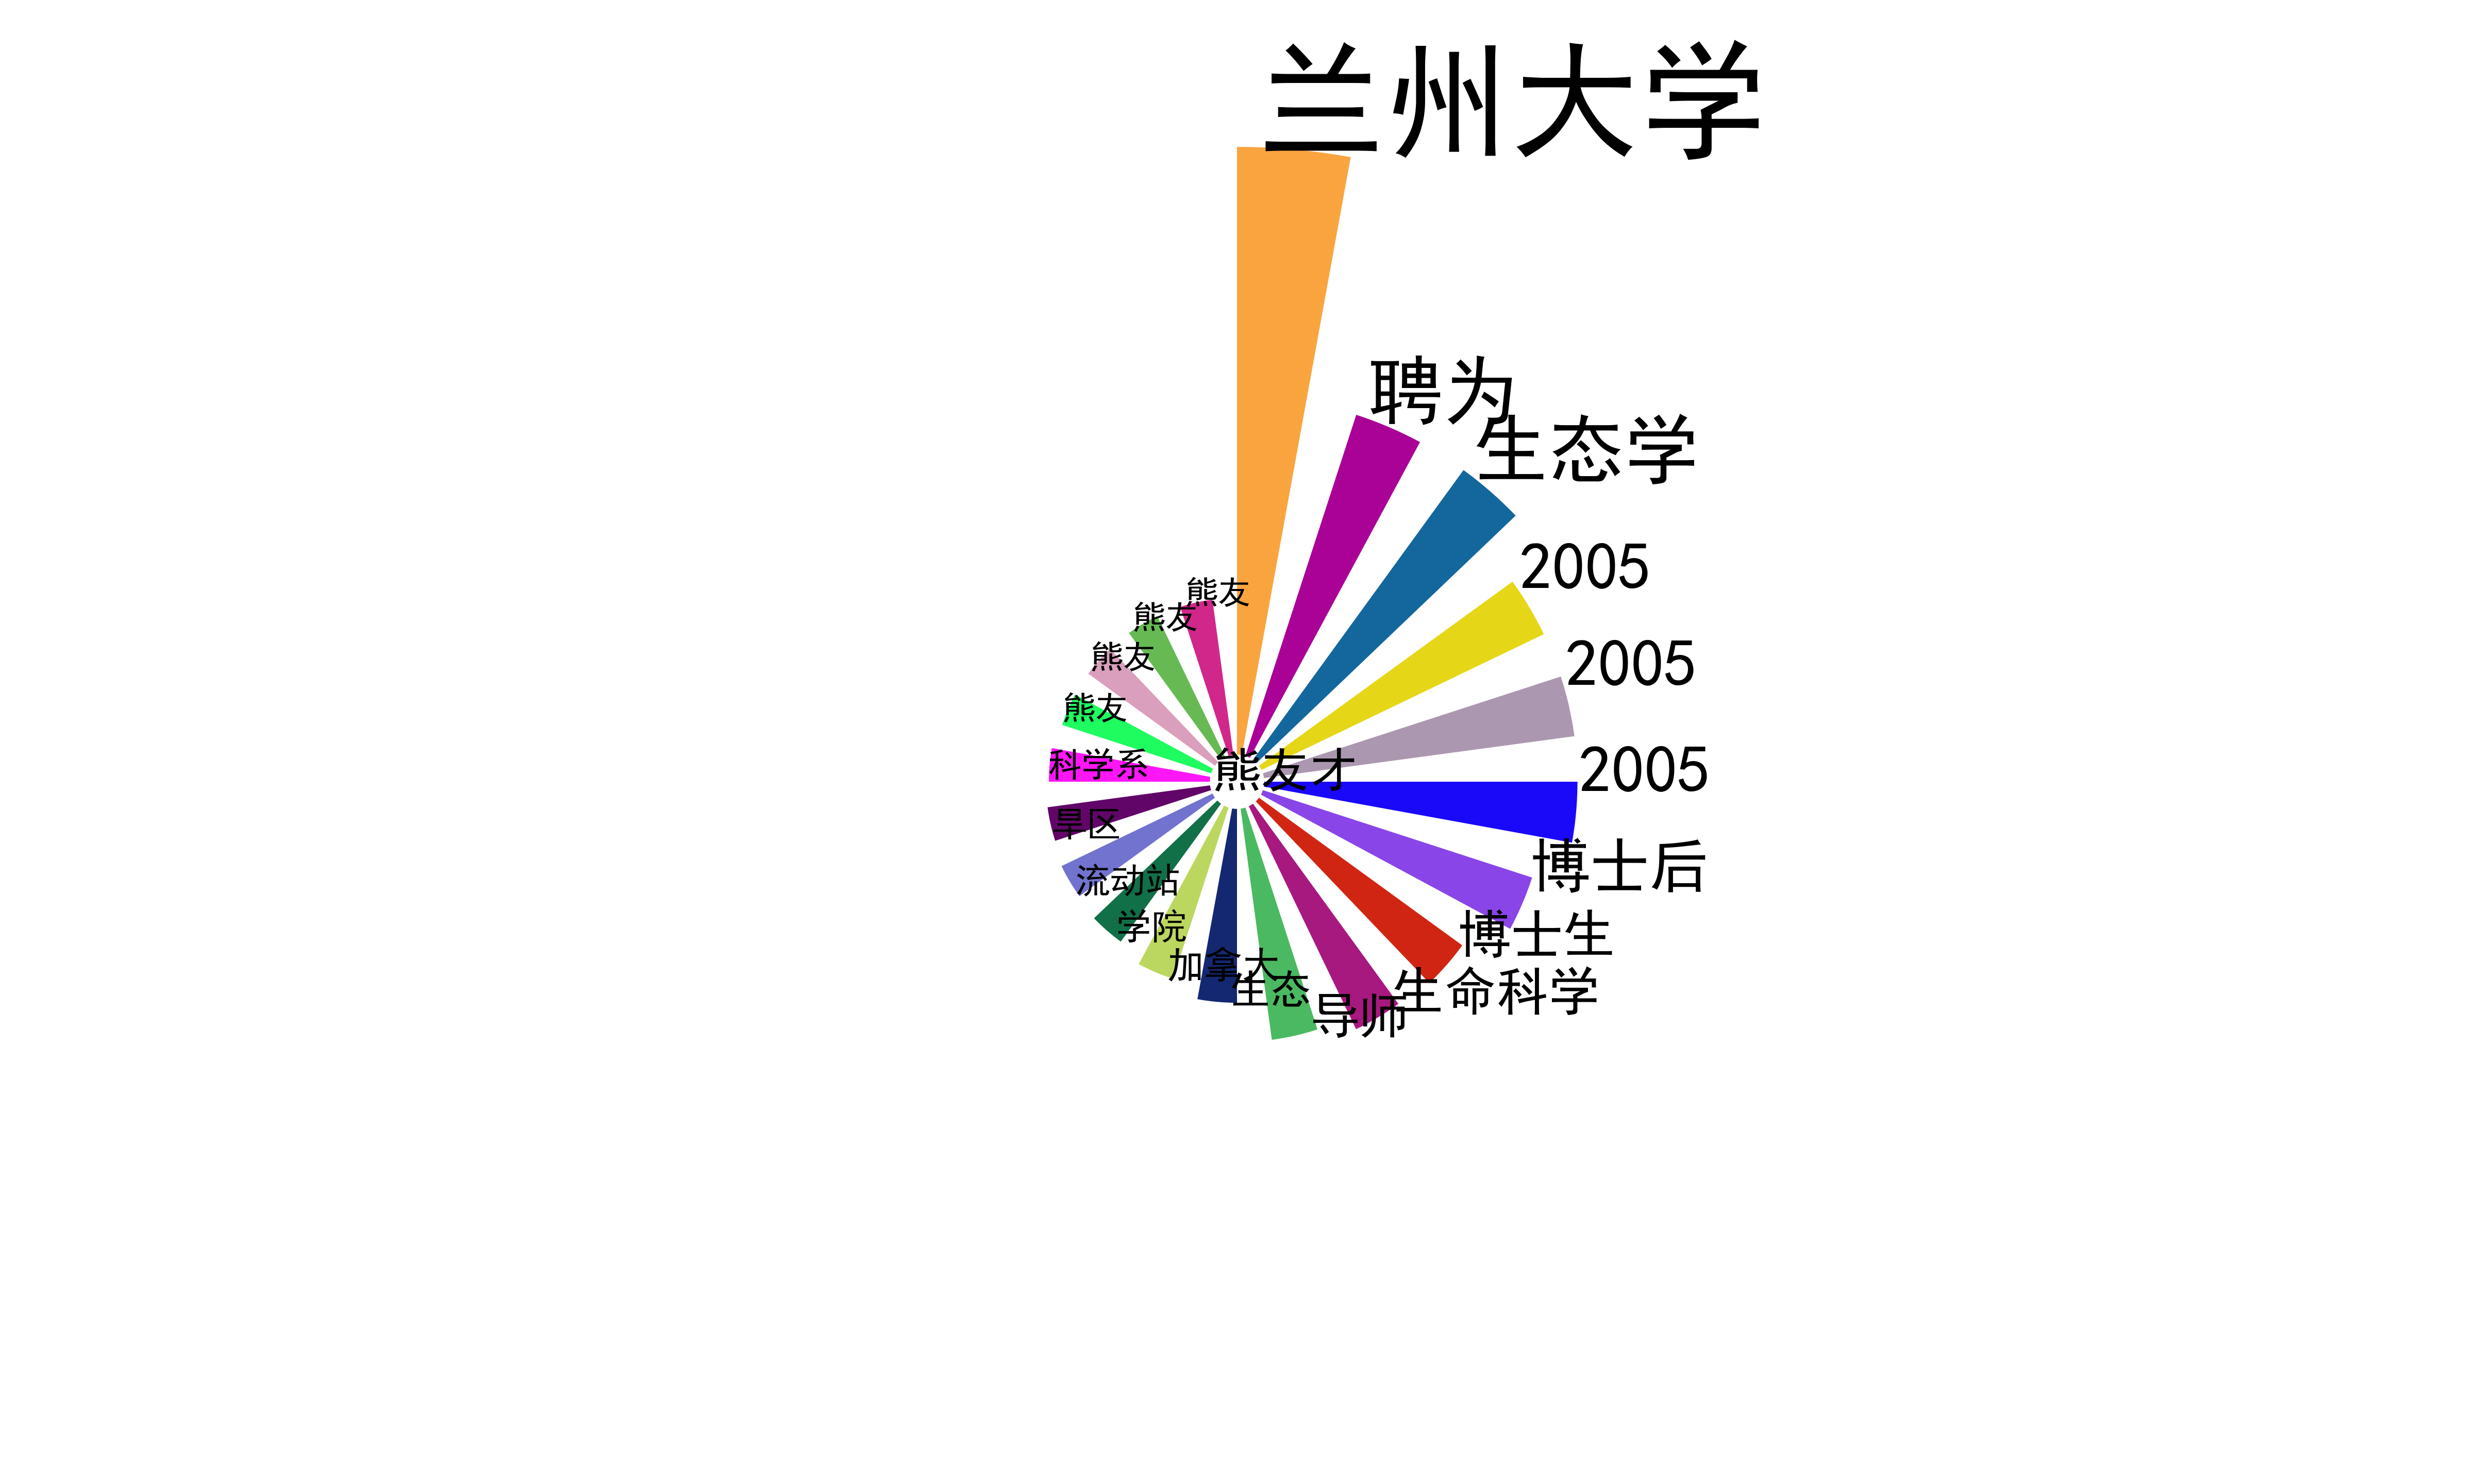 兰州大学
聘为
生态学
2005
2005
2005
博士后
博士生
生命科学
导师
生态
加拿大
学院
流动站
旱区
科学系
熊友
熊友
熊友
熊友
熊友才